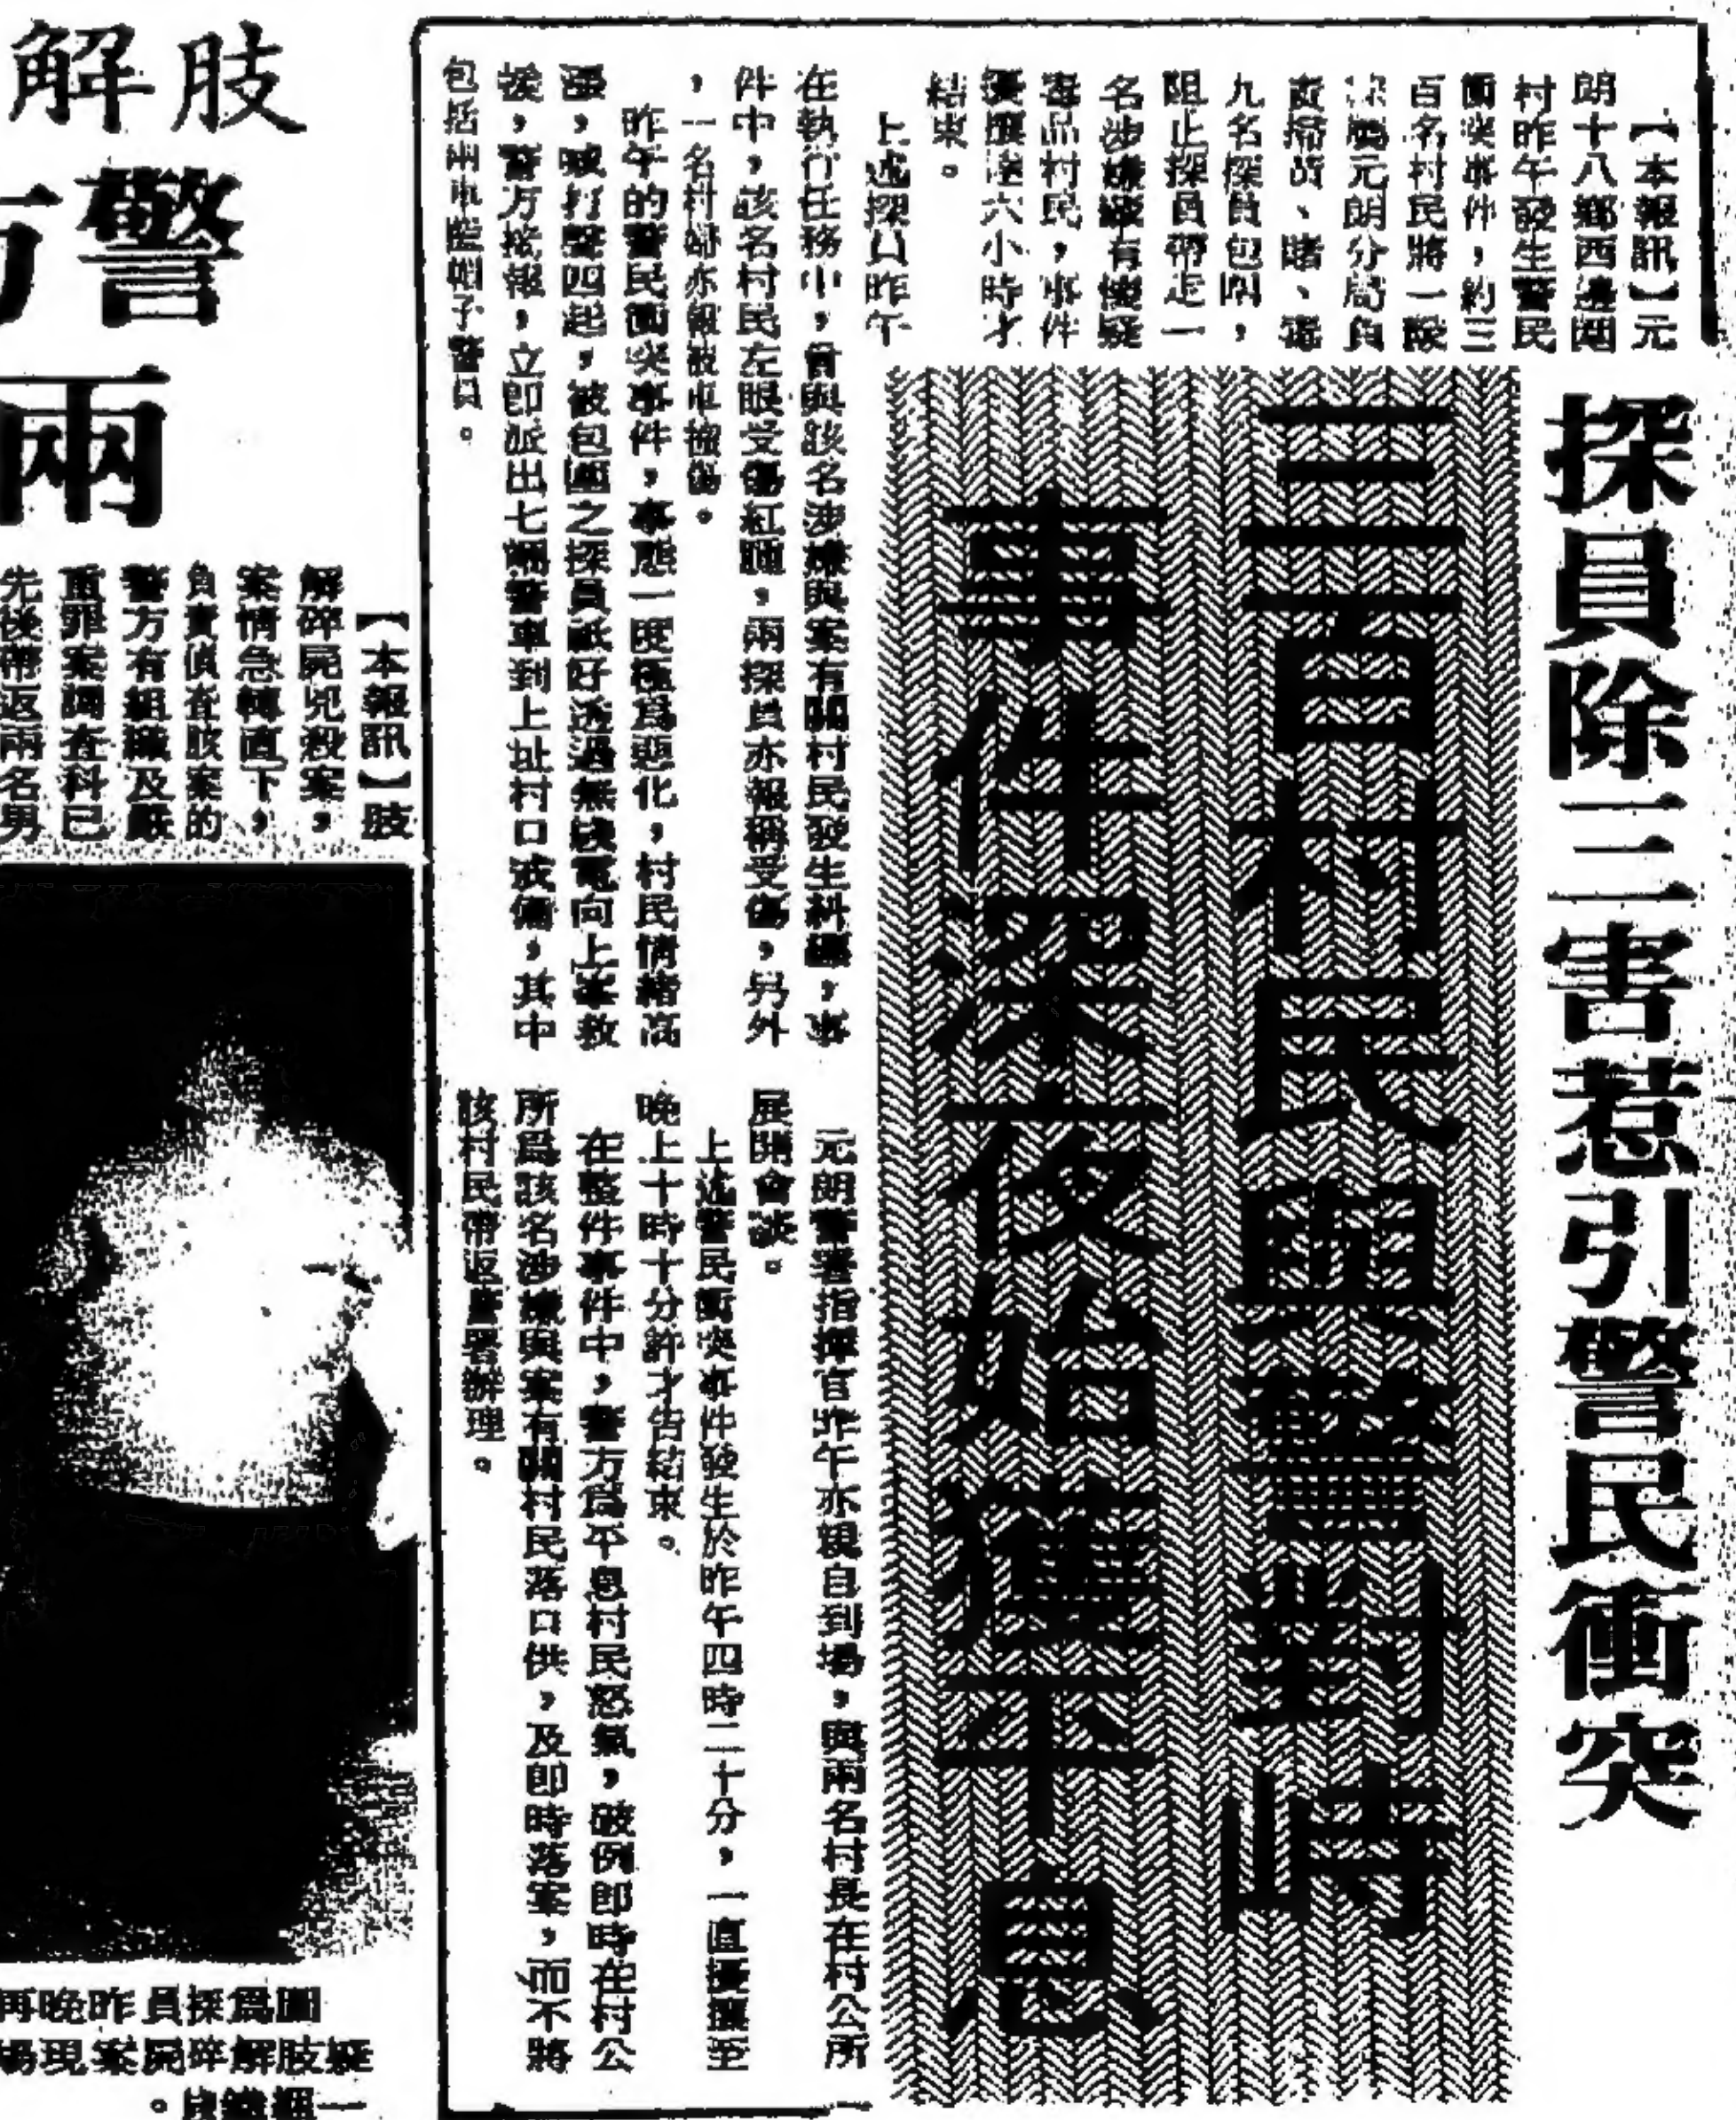 探員除三害惹引警民衝突
三百村民與警對峙
事件深夜始獲平息
【本報訊】元
朗十八鄉西邊圍
村昨午發生警民
衝突事件，約三
百名村民將一隊
隸屬元朗分局負
責掃黃、賭、毒
九名探員包圍，
阻止探員帶走一
名涉嫌藏有懷疑
毒品村民，事件
擾攘達六小時才
結束。
上述探員昨午
在執行任務中，曾與該名涉嫌與案有關村民發生糾纏，事
件中，該名村民左眼受傷紅腫，兩探員亦報稱受傷，另外
，一名村婦亦報被車撞傷。
昨午的警民衝突事件，事態一度極為惡化，村民情緒高
漲，喊打聲四起，被包圍之探員祇好透過無線電向上峯救
援，警方接報，立即派出七輛警車到上址村口戒備，其中
包括兩車藍帽子警員。
元朗警署指揮官昨午亦親自到場，與兩名村長在村公所
展開會談。
上述警民衝突事件發生於昨午四時二十分，一直擾攘至
晚上十時十分許才告結束。
在整件事件中，警方為平息村民怒氣，破例即時在村公
所為該名涉嫌與案有關村民落口供，及即時落案，而不將
該村民帶返警署辦理。
解肢
警
兩
【本報訊】肢
解碎屍兇殺案，
案情急轉直下，
負責偵查該案的
警方有組織及嚴
重罪案調查科已
先後帶返兩名男
再晚昨員探為圖
場現案屍碎解肢疑
。